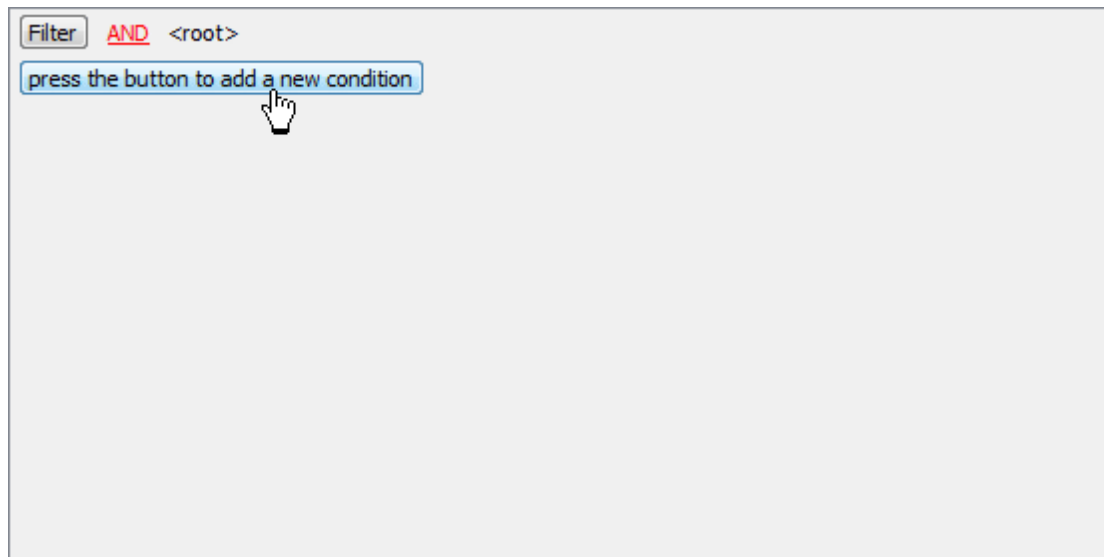 Filter AND <root>
press the button to add a new condition